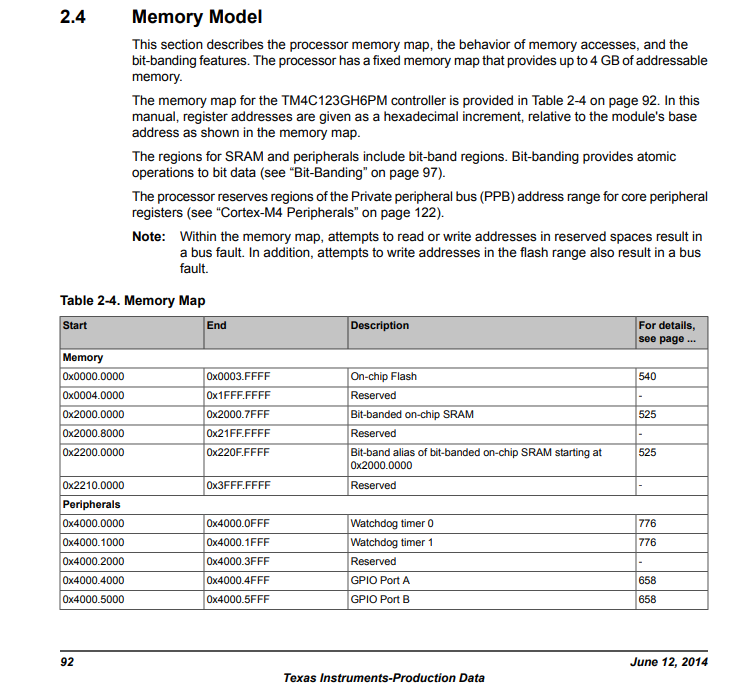 2.4 Memory Model
This section describes the processor memory map, the behavior of memory accesses, and the
bit-banding features. The processor has a fixed memory map that provides up to 4 GB of addressable
memory.
The memory map for the TM4C123GH6PM controller is provided in Table 2-4 on page 92. In this
manual, register addresses are given as a hexadecimal increment, relative to the module's base
address as shown in the memory map.
The regions for SRAM and peripherals include bit-band regions. Bit-banding provides atomic
operations to bit data (see “Bit-Banding” on page 97).
The processor reserves regions of the Private peripheral bus (PPB) address range for core peripheral
registers (see “Cortex-M4 Peripherals” on page 122).
Note: Within the memory map, attempts to read or write addresses in reserved spaces result in
a bus fault. In addition, attempts to write addresses in the flash range also result in a bus
fault.
Table 2-4. Memory Map
Start End Description For details,
see page ...
Memory
0x0000.0000 0x0003.FFFF On-chip Flash 540
0x0004.0000 0x1FFF.FFFF Reserved -
0x2000.0000 0x2000.7FFF Bit-banded on-chip SRAM 525
0x2000.8000 0x21FF.FFFF Reserved -
0x2200.0000 0x220F.FFFF Bit-band alias of bit-banded on-chip SRAM starting at 525
0x2000.0000
0x2210.0000 0x3FFF.FFFF Reserved -
Peripherals
0x4000.0000 0x4000.0FFF Watchdog timer 0 776
0x4000.1000 0x4000.1FFF Watchdog timer 1 776
0x4000.2000 0x4000.3FFF Reserved -
0x4000.4000 0x4000.4FFF GPIO Port A 658
0x4000.5000 0x4000.5FFF GPIO Port B 658
92 June 12, 2014
Texas Instruments-Production Data